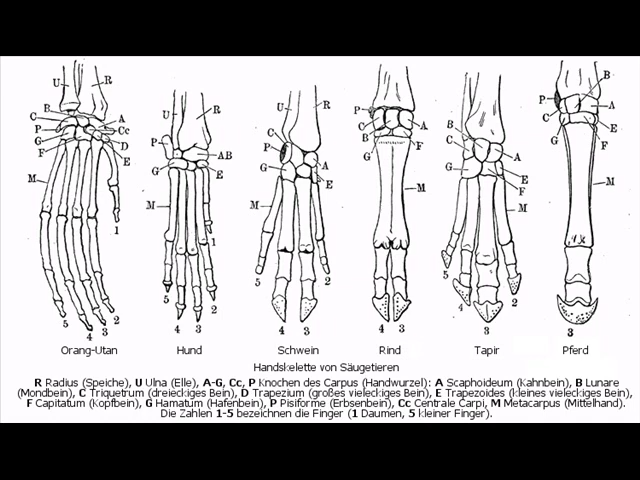 U R B A C P Cc G D F E M 1 5 4 3 2
U R P AB G E M 1 5 4 3 2
U R P C A G E M 5 2 4 3
P C A B G F M 4 3
B C A G E F M 5 2 4 3
B P A C G F M 3
Orang-Utan Hund Schwein Rind Tapir Pferd
Handskelette von Säugetieren
R Radius (Speiche), U Ulna (Elle), A-G, Cc, P Knochen des Carpus (Handwurzel): A Scaphoideum (Kahnbein), B Lunare
(Mondbein), C Triquetrum (dreieckiges Bein), D Trapezium (großes vieleckiges Bein), E Trapezoides (kleines vieleckiges Bein),
F Capitatum (Kopfbein), G Hamatum (Hafenbein), P Pisiforme (Erbsenbein), Cc Centrale Carpi, M Metacarpus (Mittelhand).
Die Zahlen 1-5 bezeichnen die Finger (1 Daumen, 5 kleiner Finger).